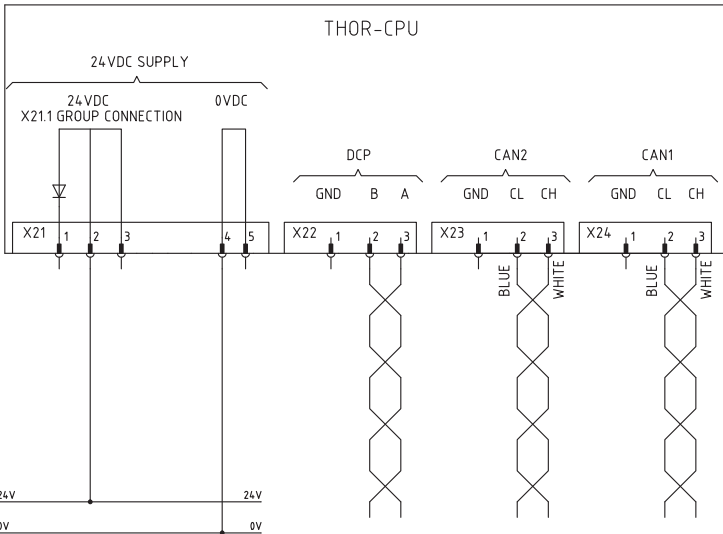 THOR-CPU
24VDC SUPPLY
24VDC
0VDC
X21.1 GROUP CONNECTION
DCP
CAN2
CAN1
GND B A
GND CL CH
GND CL CH
X21 1 2 3 4 5
X22 1 2 3
X23 1 2 3
X24 1 2 3
BLUE
WHITE
BLUE
WHITE
24V
24V
0V
0V